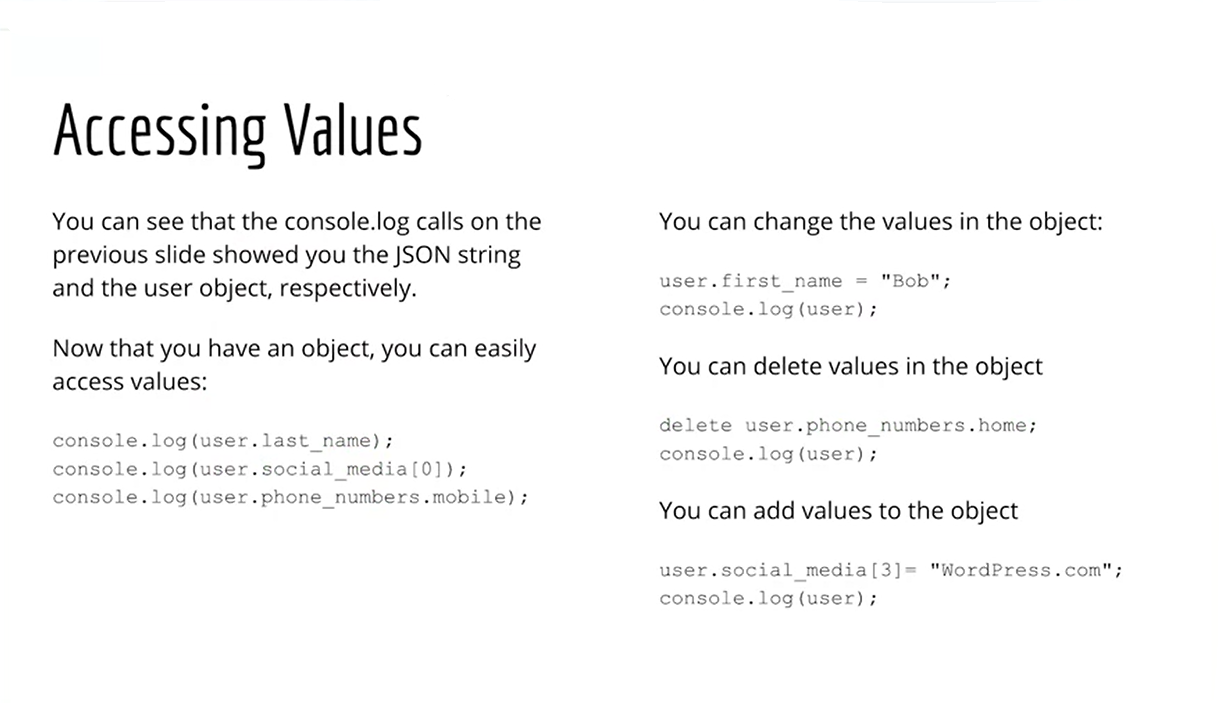 Accessing Values
You can see that the console.log calls on the
previous slide showed you the JSON string
and the user object, respectively.
Now that you have an object, you can easily
access values:
console.log(user.last_name);
console.log(user.social_media[0]);
console.log(user.phone_numbers.mobile);
You can change the values in the object:
user.first_name = "Bob";
console.log(user);
You can delete values in the object
delete user.phone_numbers.home;
console.log(user);
You can add values to the object
user.social_media[3]= "WordPress.com";
console.log(user);